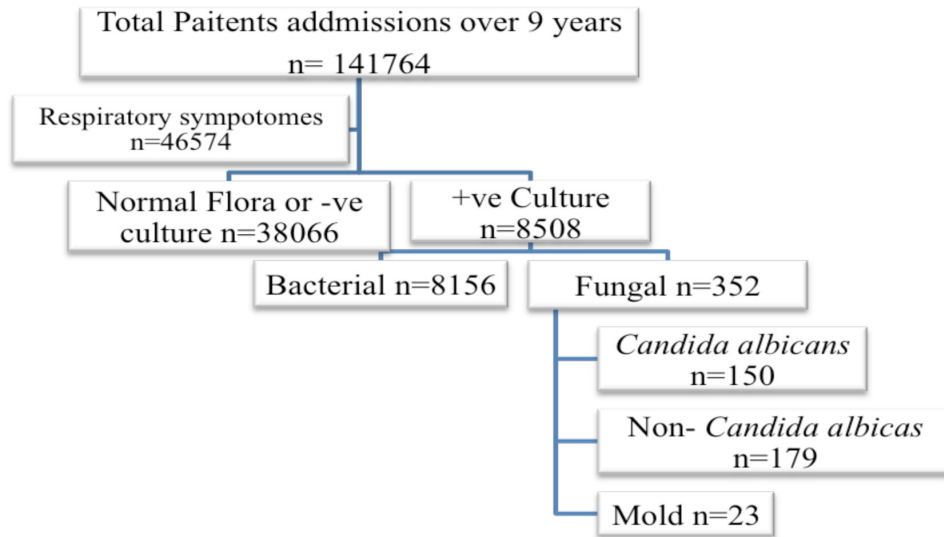 Total Paitents addmissions over 9 years
n= 141764
Respiratory sympotomes
n=46574
Normal Flora or -ve
culture n=38066
+ve Culture
n=8508
Bacterial n=8156
Fungal n=352
Candida albicans
n=150
Non- Candida albicas
n=179
Mold n=23